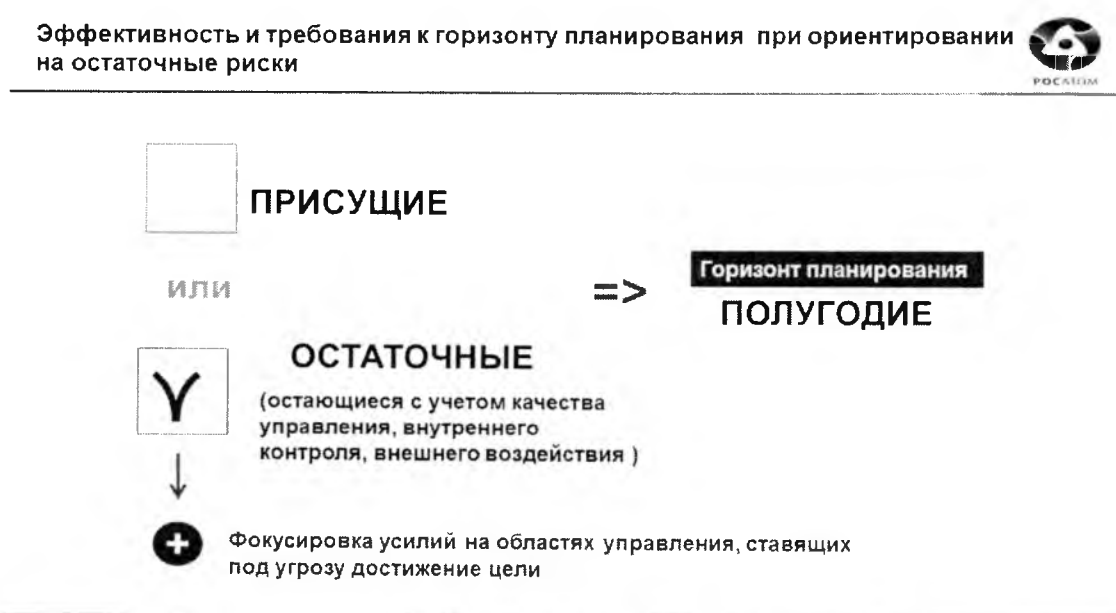 Эффективность и требования к горизонту планирования при ориентировании
на остаточные риски
РОСАТОМ
ПРИСУЩИЕ
или
=>
Горизонт планирования
ПОЛУГОДИЕ
ОСТАТОЧНЫЕ
(остающиеся с учетом качества
управления, внутреннего
контроля, внешнего воздействия )
Фокусировка усилий на областях управления, ставящих
под угрозу достижение цели